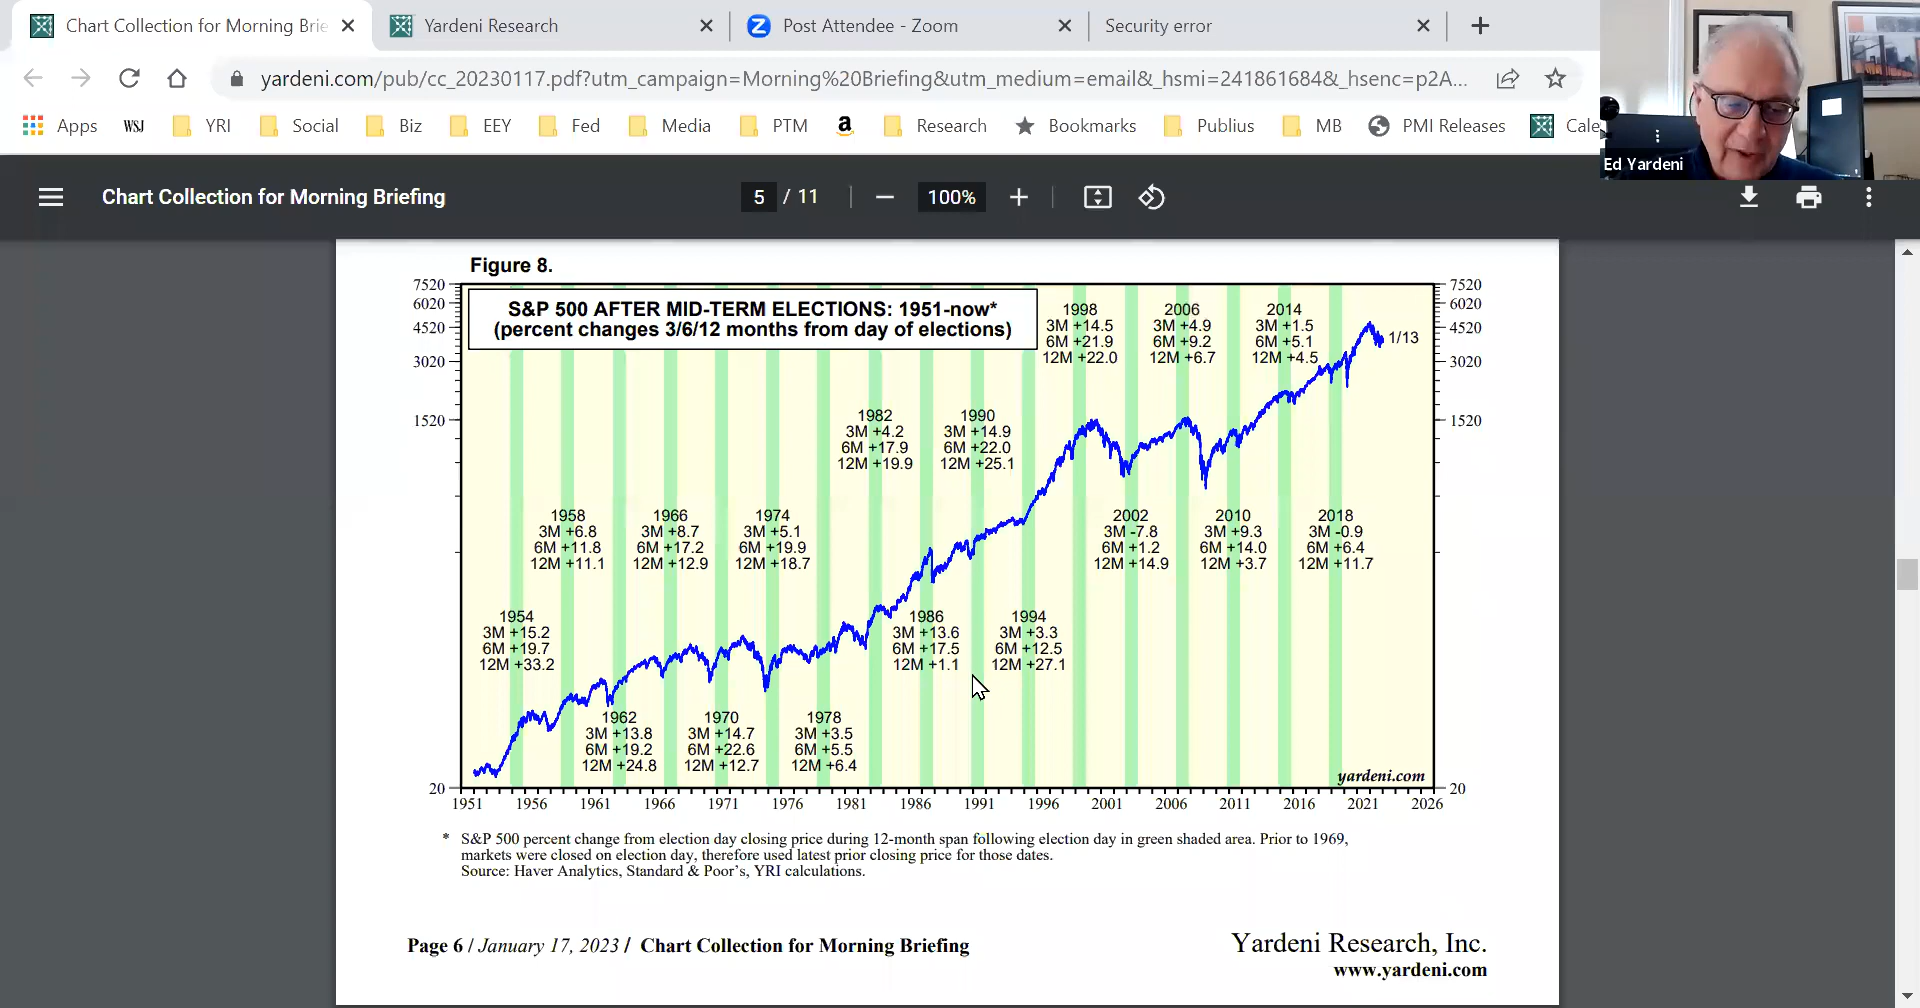 Chart Collection for Morning Brie
Yardeni Research
Post Attendee - Zoom
Security error
yardeni.com/pub/cc_20230117.pdf?utm_campaign=Morning%20Briefing&utm_medium=email&_hsmi=241861684&_hsenc=p2A...
Apps
WSJ
YRI
Social
Biz
EEY
Fed
Media
PTM
a
Research
Bookmarks
Publius
MB
PMI Releases
Cale
Ed Yardeni
Chart Collection for Morning Briefing
5 / 11
100%
Figure 8.
S&P 500 AFTER MID-TERM ELECTIONS: 1951-now*
(percent changes 3/6/12 months from day of elections)
7520
6020
4520
3020
1520
20
7520
6020
4520
3020
1520
20
1998
3M +14.5
6M +21.9
12M +22.0
2006
3M +4.9
6M +9.2
12M +6.7
2014
3M +1.5
6M +5.1
12M +4.5
1/13
1982
3M +4.2
6M +17.9
12M +19.9
1990
3M +14.9
6M +22.0
12M +25.1
1958
3M +6.8
6M +11.8
12M +11.1
1966
3M +8.7
6M +17.2
12M +12.9
1974
3M +5.1
6M +19.9
12M +18.7
2002
3M -7.8
6M +1.2
12M +14.9
2010
3M +9.3
6M +14.0
12M +3.7
2018
3M -0.9
6M +6.4
12M +11.7
1954
3M +15.2
6M +19.7
12M +33.2
1986
3M +13.6
6M +17.5
12M +1.1
1994
3M +3.3
6M +12.5
12M +27.1
1962
3M +13.8
6M +19.2
12M +24.8
1970
3M +14.7
6M +22.6
12M +12.7
1978
3M +3.5
6M +5.5
12M +6.4
yardeni.com
1951 1956 1961 1966 1971 1976 1981 1986 1991 1996 2001 2006 2011 2016 2021 2026
* S&P 500 percent change from election day closing price during 12-month span following election day in green shaded area. Prior to 1969,
markets were closed on election day, therefore used latest prior closing price for those dates.
Source: Haver Analytics, Standard & Poor's, YRI calculations.
Page 6 / January 17, 2023 / Chart Collection for Morning Briefing
Yardeni Research, Inc.
www.yardeni.com